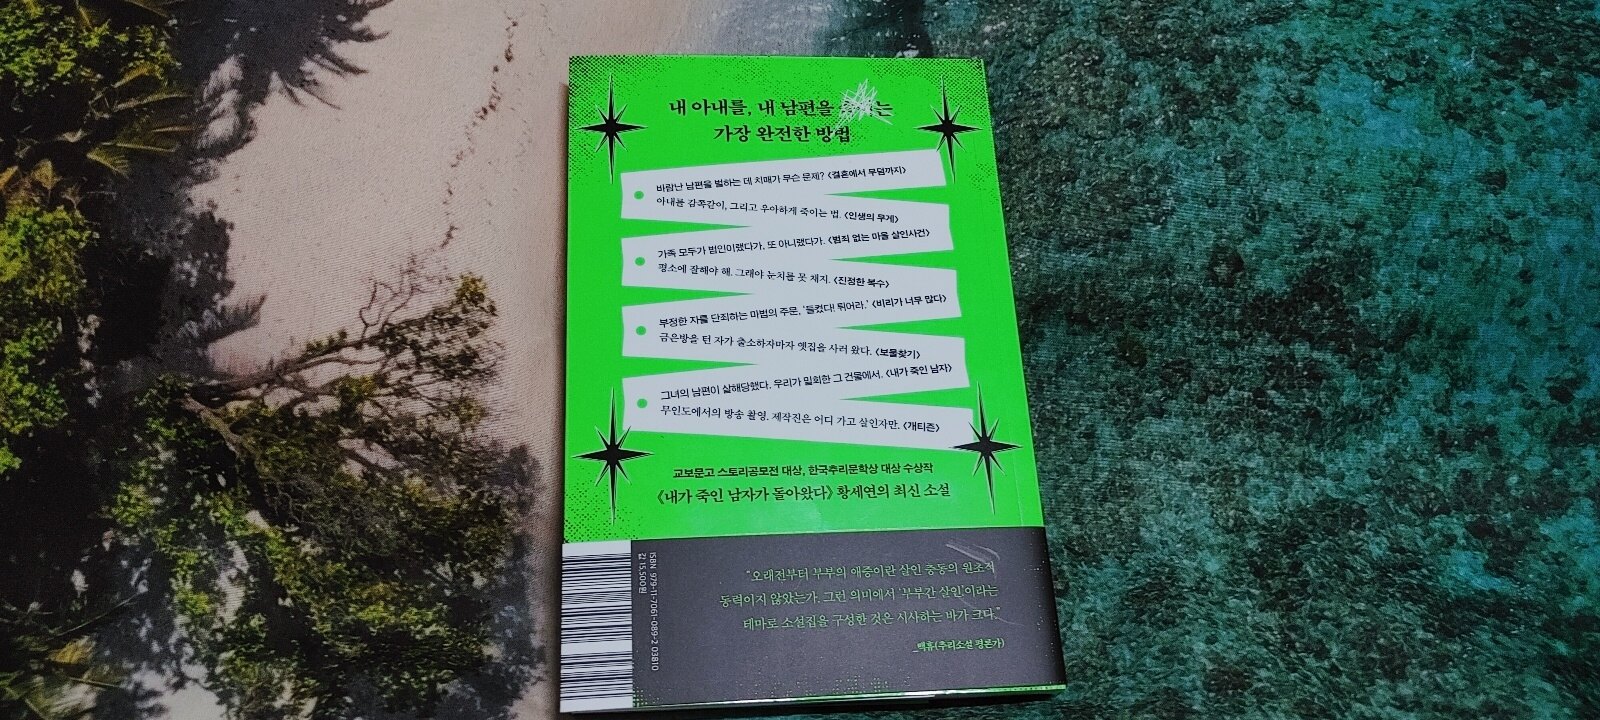 내 아내를, 내 남편을 는
가장 완전한 방법
바람난 남편을 벌하는 데 치매가 무슨 문제? <결혼에서 무덤까지>
아내를 감쪽같이, 그리고 우아하게 죽이는 법. <인생의 무게>
가족 모두가 범인이랬다가, 또 아니랬다가. <범죄 없는 마을 살인사건>
평소에 잘해야 해. 그래야 눈치를 못 채지. <진정한 복수>
부정한 자를 단죄하는 마법의 주문, '들켰다! 튀어라.' <비리가 너무 많다>
금은방을 턴 자가 출소하자마자 옛집을 사러 왔다. <보물찾기>
그녀의 남편이 살해당했다. 우리가 밀회한 그 건물에서. <내가 죽인 남자>
무인도에서의 방송 촬영. 제작진은 어디 가고 살인자만. <개티즌>
교보문고 스토리공모전 대상, 한국추리문학상 대상 수상작
《내가 죽인 남자가 돌아왔다》 황세연의 최신 소설
"오래전부터 부부의 애증이란 살인 충동의 원초적
동력이지 않았는가. 그런 의미에서 '부부간 살인'이라는
테마로 소설집을 구성한 것은 시사하는 바가 크다."
_백휴(추리소설 평론가)
ISBN 979-11-7061-089-2 03810
값 15,500원